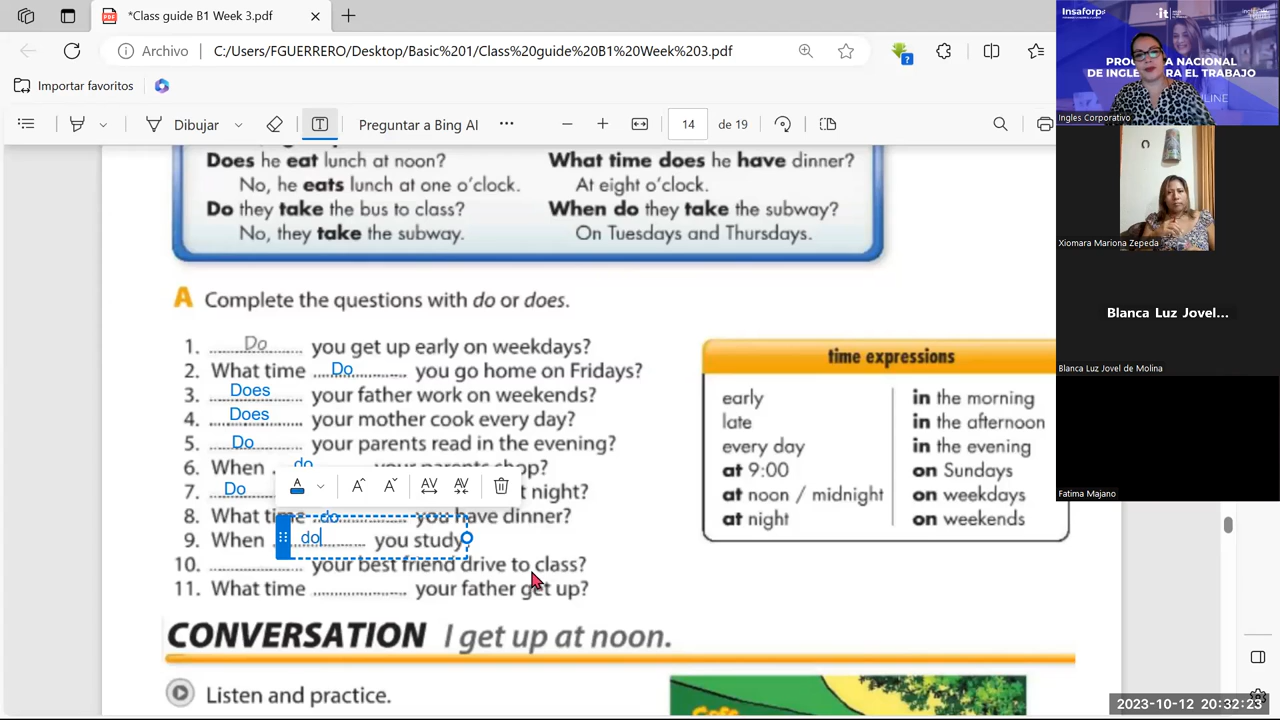 *Class guide B1 Week 3.pdf
Archivo
C:/Users/FGUERRERO/Desktop/Basic%201/Class%20guide%20B1%20Week%203.pdf
Importar favoritos
Dibujar
Preguntar a Bing AI
14
de 19
Does he eat lunch at noon?
No, he eats lunch at one o'clock.
Do they take the bus to class?
No, they take the subway.
What time does he have dinner?
At eight o'clock.
When do they take the subway?
On Tuesdays and Thursdays.
A Complete the questions with do or does.
1. Do you get up early on weekdays?
2. What time Do you go home on Fridays?
3. Does your father work on weekends?
4. Does your mother cook every day?
5. Do your parents read in the evening?
6. When do your parents shop?
7. Do t night?
8. What time do you have dinner?
9. When do you study
10. your best friend drive to class?
11. What time your father get up?
time expressions
early
late
every day
at 9:00
at noon / midnight
at night
in the morning
in the afternoon
in the evening
on Sundays
on weekdays
on weekends
CONVERSATION I get up at noon.
Listen and practice.
Insaforp
PROGRAMA NACIONAL
DE INGLES PARA EL TRABAJO
ONLINE
Ingles Corporativo
Xiomara Mariona Zepeda
Blanca Luz Jovel...
Blanca Luz Jovel de Molina
Fatima Majano
2023-10-12 20:32:23